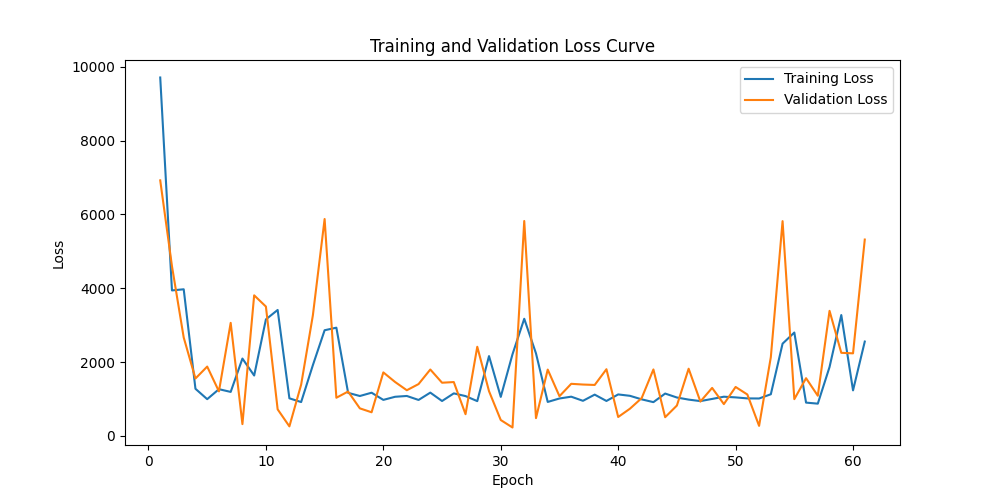 Training and Validation Loss Curve
Training Loss
Validation Loss
Loss
10000
8000
6000
4000
2000
0
0 10 20 30 40 50 60
Epoch